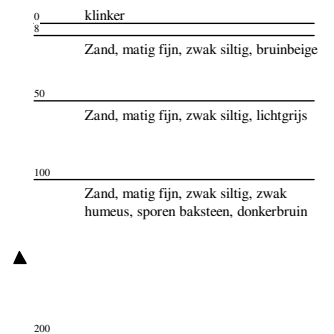 0 klinker
8
Zand, matig fijn, zwak siltig, bruinbeige
50
Zand, matig fijn, zwak siltig, lichtgrijs
100
Zand, matig fijn, zwak siltig, zwak
humeus, sporen baksteen, donkerbruin
200